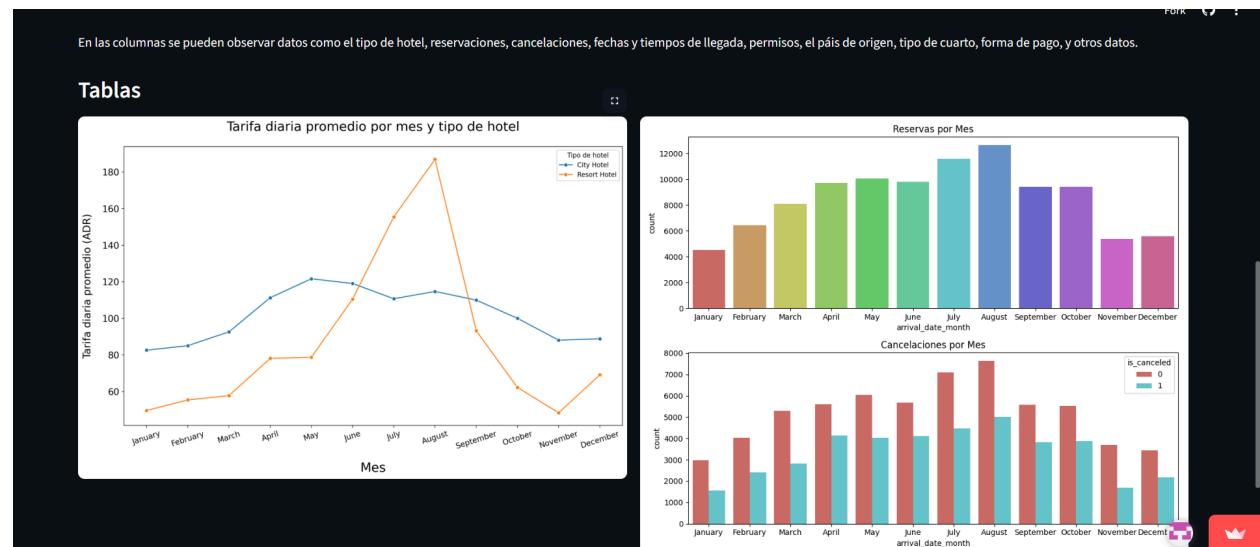 Fork
En las columnas se pueden observar datos como el tipo de hotel, reservaciones, cancelaciones, fechas y tiempos de llegada, permisos, el páis de origen, tipo de cuarto, forma de pago, y otros datos.
Tablas
Tarifa diaria promedio por mes y tipo de hotel
Tipo de hotel
City Hotel
Resort Hotel
Tarifa diaria promedio (ADR)
180
160
140
120
100
80
60
January February March April May June July August September October November December
Mes
Reservas por Mes
count
12000
10000
8000
6000
4000
2000
0
January February March April May June July August September October November December
arrival_date_month
Cancelaciones por Mes
is_canceled
0
1
count
8000
7000
6000
5000
4000
3000
2000
1000
0
January February March April May June July August September October November
arrival_date_month